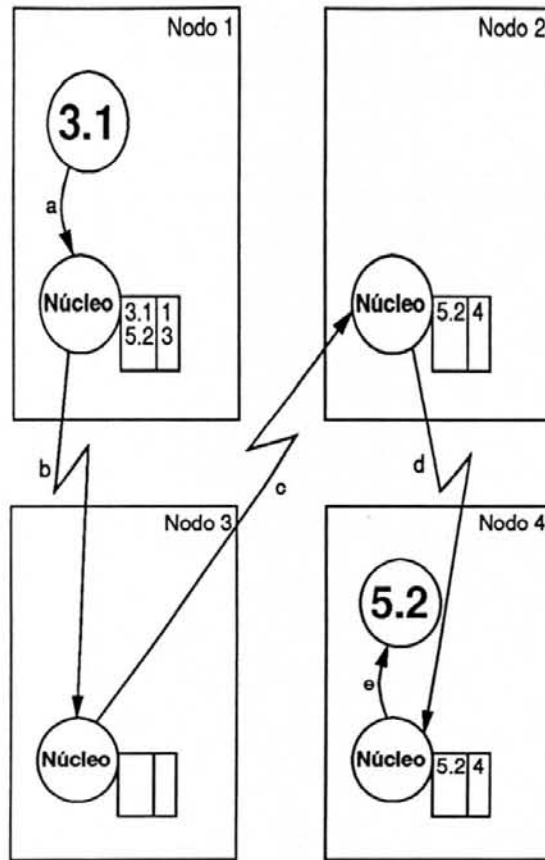 Nodo 1
3.1
a
Núcleo
3.1 1
5.2 3
b
Nodo 2
Núcleo
5.2 4
c
d
Nodo 3
Núcleo
Nodo 4
5.2
e
Núcleo
5.2 4